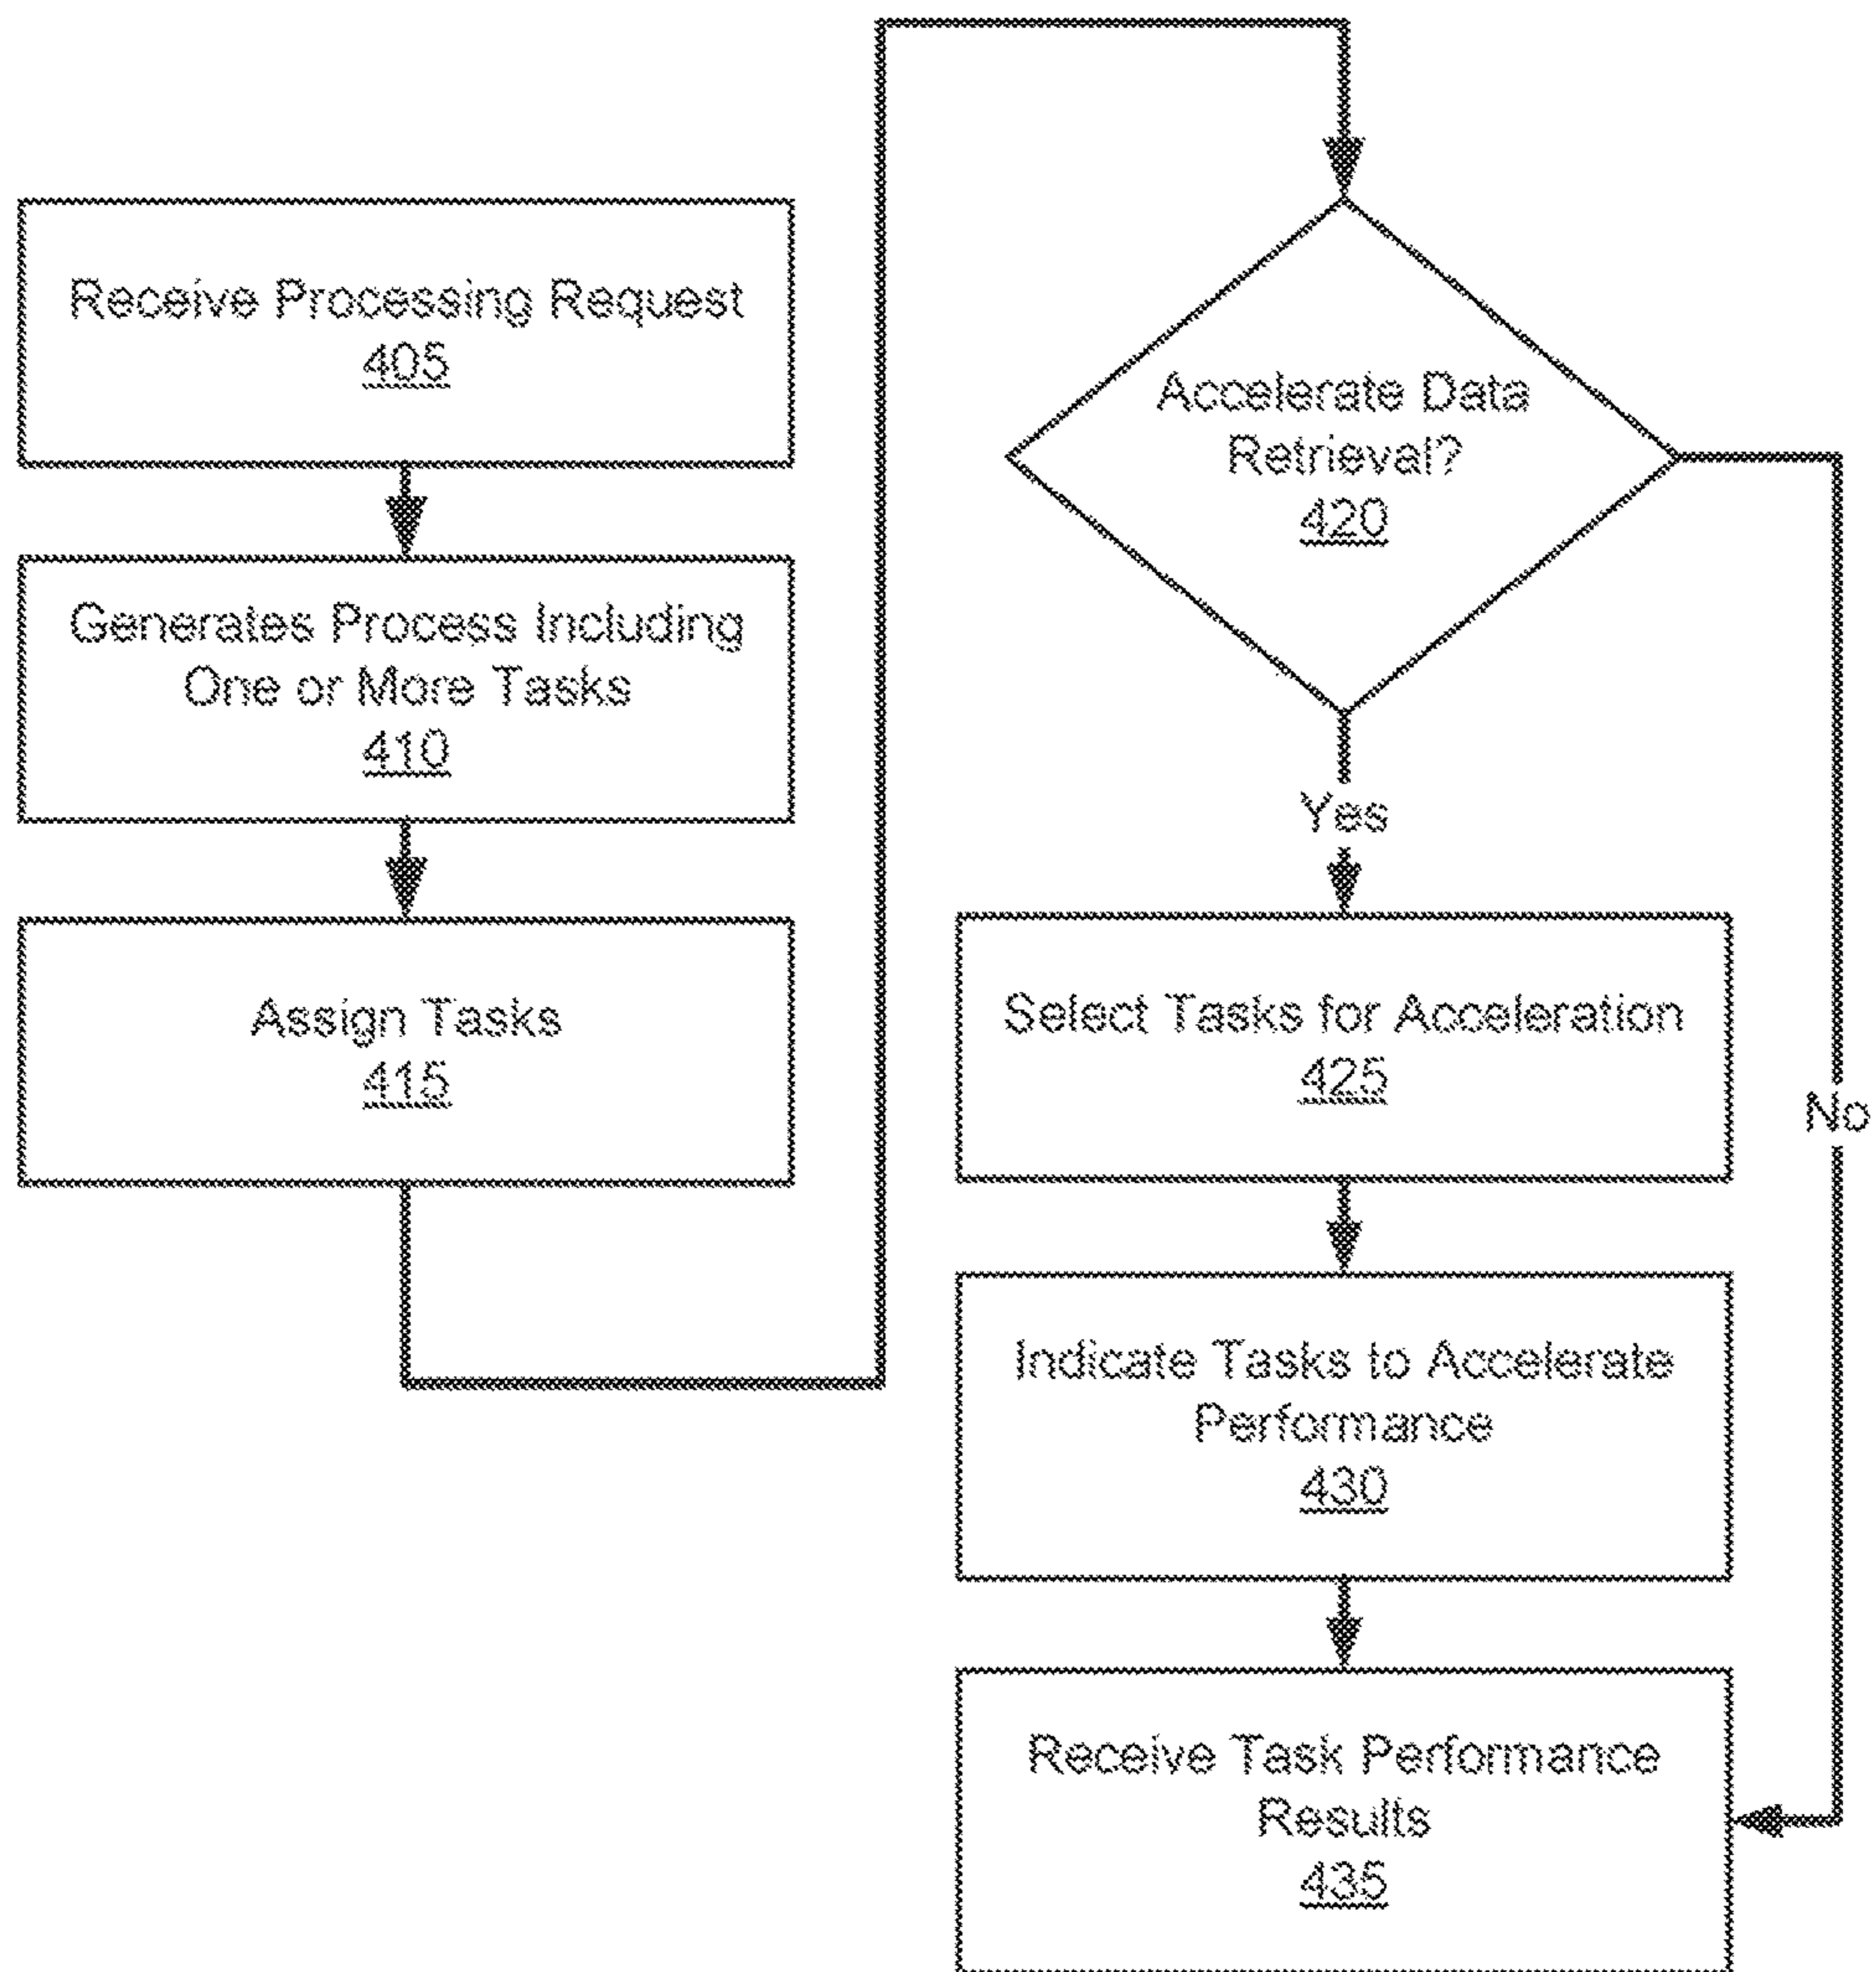 Receive Processing Request
405
Generates Process Including
One or More Tasks
410
Assign Tasks
415
Accelerate Data
Retrieval?
420
Yes
No
Select Tasks for Acceleration
425
Indicate Tasks to Accelerate
Performance
430
Receive Task Performance
Results
435